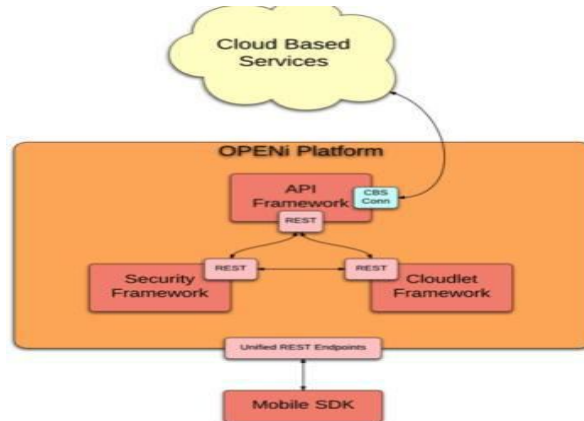 Cloud Based
Services
OPENi Platform
API
Framework
CBS
Conn
REST
Security
Framework
REST
REST
Cloudlet
Framework
Unified REST Endpoints
Mobile SDK